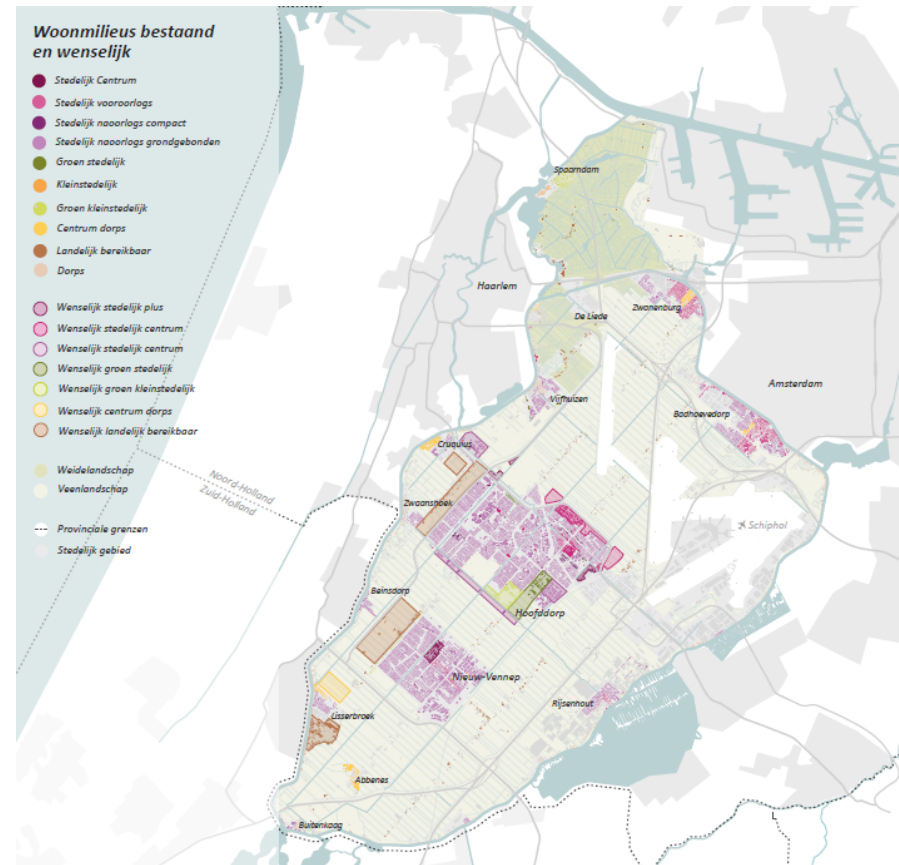 Woonmilieus bestaand
en wenselijk
Stedelijk Centrum
Stedelijk vooroorlogs
Stedelijk naoorlogs compact
Stedelijk naoorlogs grondgebonden
Groen stedelijk
Kleinstedelijk
Groen kleinstedelijk
Centrum dorps
Landelijk bereikbaar
Dorps
Wenselijk stedelijk plus
Wenselijk stedelijk centrum
Wenselijk stedelijk centrum
Wenselijk groen stedelijk
Wenselijk groen kleinstedelijk
Wenselijk centrum dorps
Wenselijk landelijk bereikbaar
Weidelandschap
Veenlandschap
Provinciale grenzen
Stedelijk gebied
Noord-Holland
Zuid-Holland
Spaarndam
Haarlem
De Liede
Zwanenburg
Amsterdam
Vijfhuizen
Badhoevedorp
Cruquius
Zwaanshoek
Schiphol
Beinsdorp
Hoofddorp
Nieuw-Vennep
Rijsenhout
Lisserbroek
Abbenes
Buitenkaag
L